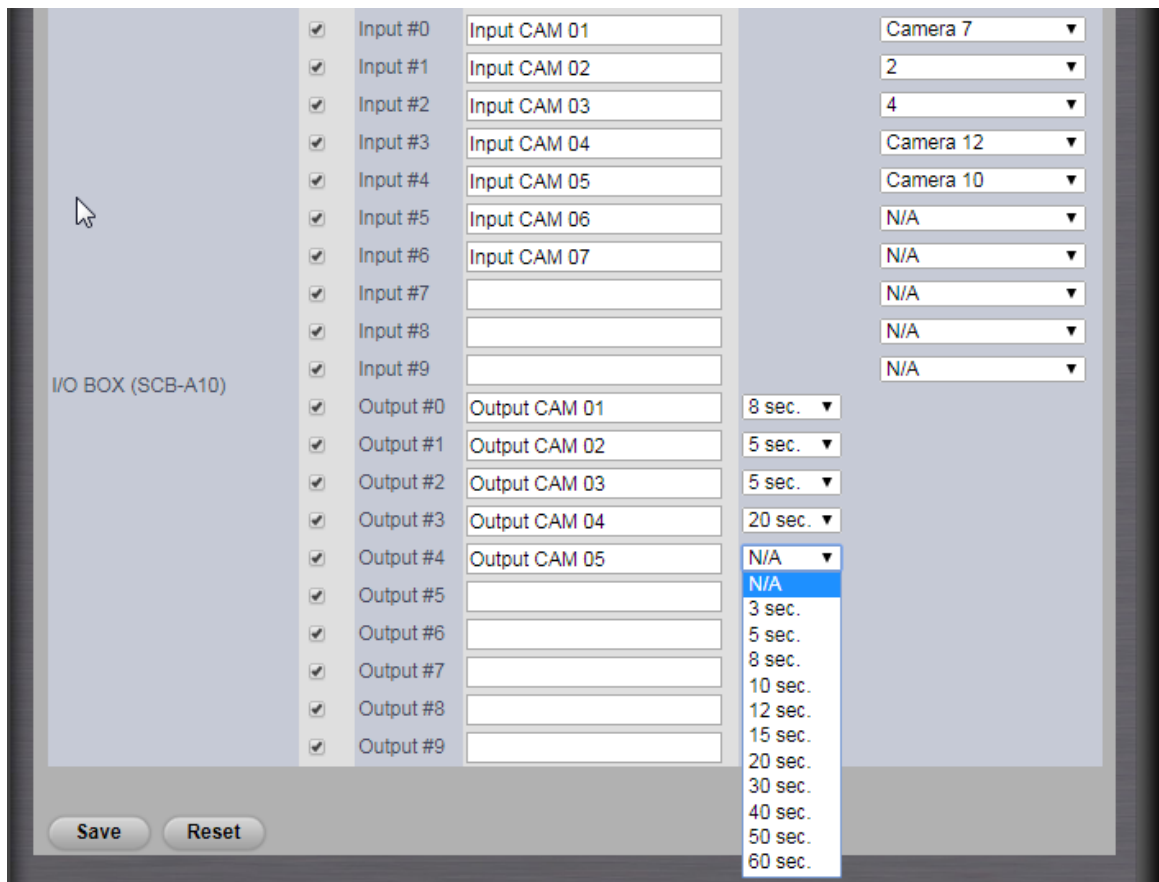 Input #0 Input CAM 01 Camera 7
Input #1 Input CAM 02 2
Input #2 Input CAM 03 4
Input #3 Input CAM 04 Camera 12
Input #4 Input CAM 05 Camera 10
Input #5 Input CAM 06 N/A
Input #6 Input CAM 07 N/A
Input #7 N/A
Input #8 N/A
Input #9 N/A
I/O BOX (SCB-A10)
Output #0 Output CAM 01 8 sec.
Output #1 Output CAM 02 5 sec.
Output #2 Output CAM 03 5 sec.
Output #3 Output CAM 04 20 sec.
Output #4 Output CAM 05 N/A
Output #5
Output #6
Output #7
Output #8
Output #9
N/A
3 sec.
5 sec.
8 sec.
10 sec.
12 sec.
15 sec.
20 sec.
30 sec.
40 sec.
50 sec.
60 sec.
Save Reset